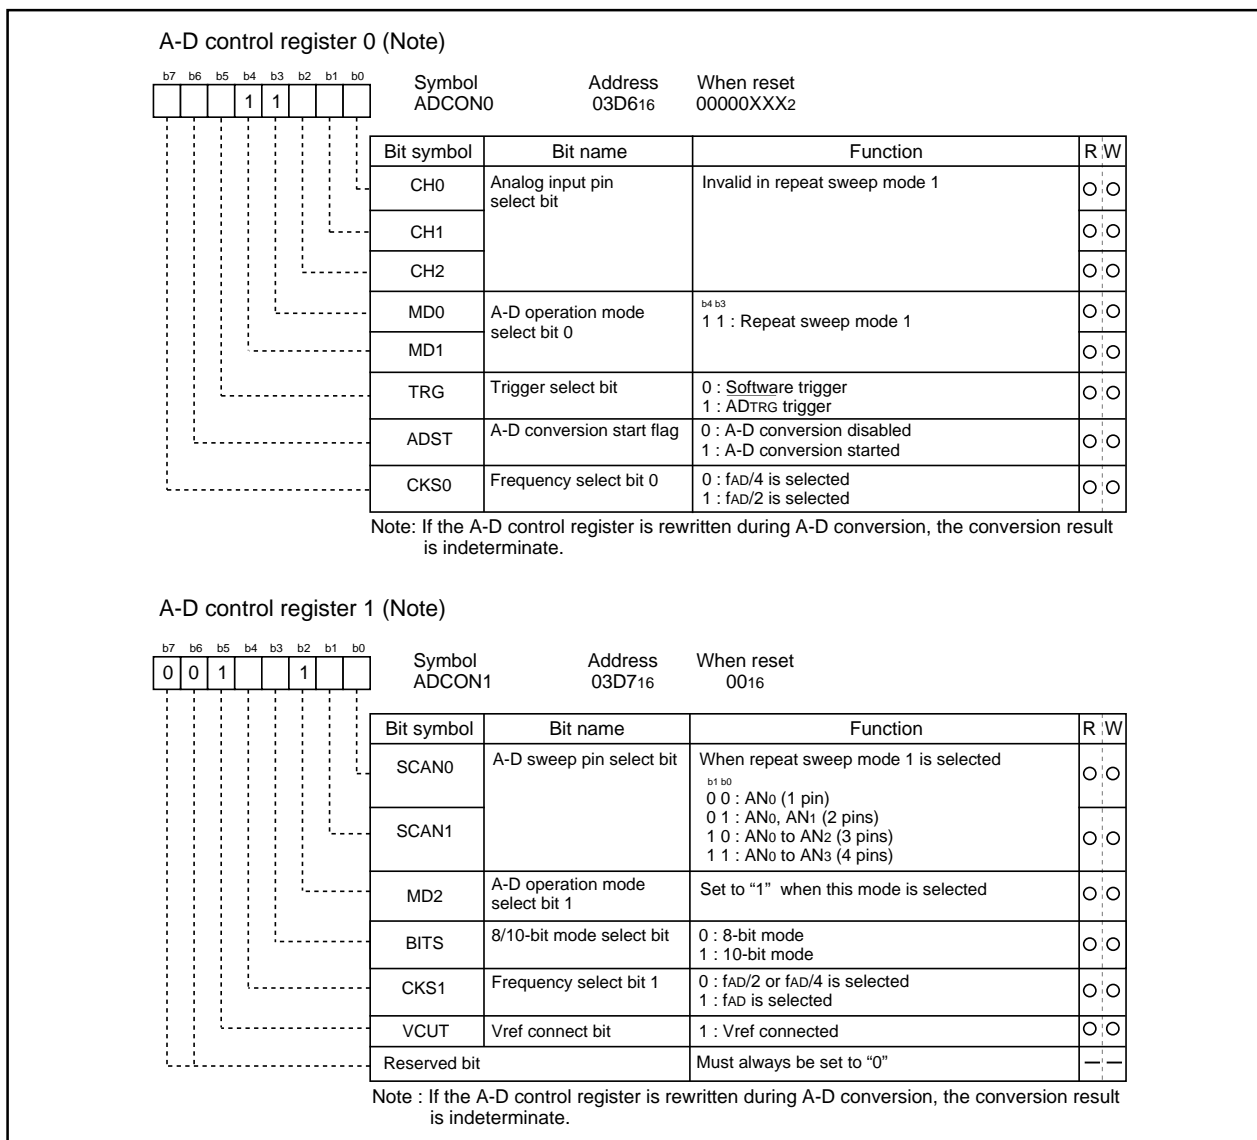 A-D control register 0 (Note)
b7 b6 b5 b4 b3 b2 b1 b0
1 1
Symbol Address When reset
ADCON0 03D616 00000XXX2
Bit symbol Bit name Function R W
CH0 Analog input pin select bit Invalid in repeat sweep mode 1
CH1
CH2
MD0 A-D operation mode select bit 0 b4 b3
1 1 : Repeat sweep mode 1
MD1
TRG Trigger select bit 0 : Software trigger
1 : ADTRG trigger
ADST A-D conversion start flag 0 : A-D conversion disabled
1 : A-D conversion started
CKS0 Frequency select bit 0 0 : fAD/4 is selected
1 : fAD/2 is selected
Note: If the A-D control register is rewritten during A-D conversion, the conversion result
is indeterminate.
A-D control register 1 (Note)
b7 b6 b5 b4 b3 b2 b1 b0
0 0 1 1
Symbol Address When reset
ADCON1 03D716 0016
Bit symbol Bit name Function R W
SCAN0 A-D sweep pin select bit When repeat sweep mode 1 is selected
b1 b0
0 0 : AN0 (1 pin)
0 1 : AN0, AN1 (2 pins)
SCAN1 1 0 : AN0 to AN2 (3 pins)
1 1 : AN0 to AN3 (4 pins)
MD2 A-D operation mode select bit 1 Set to “1” when this mode is selected
BITS 8/10-bit mode select bit 0 : 8-bit mode
1 : 10-bit mode
CKS1 Frequency select bit 1 0 : fAD/2 or fAD/4 is selected
1 : fAD is selected
VCUT Vref connect bit 1 : Vref connected
Reserved bit Must always be set to “0” — —
Note : If the A-D control register is rewritten during A-D conversion, the conversion result
is indeterminate.